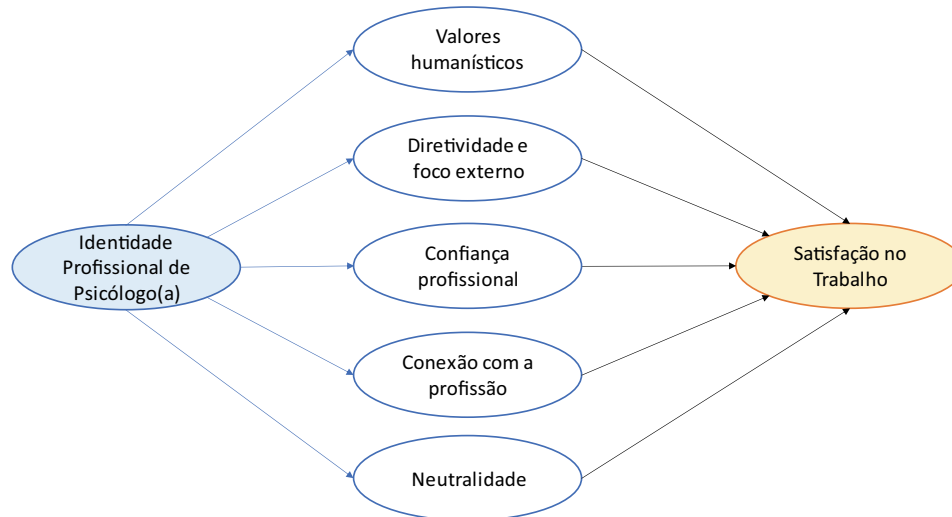 Valores
humanísticos
Diretividade e
foco externo
Identidade
Profissional de
Psicólogo(a)
Confiança
profissional
Satisfação no
Trabalho
Conexão com a
profissão
Neutralidade